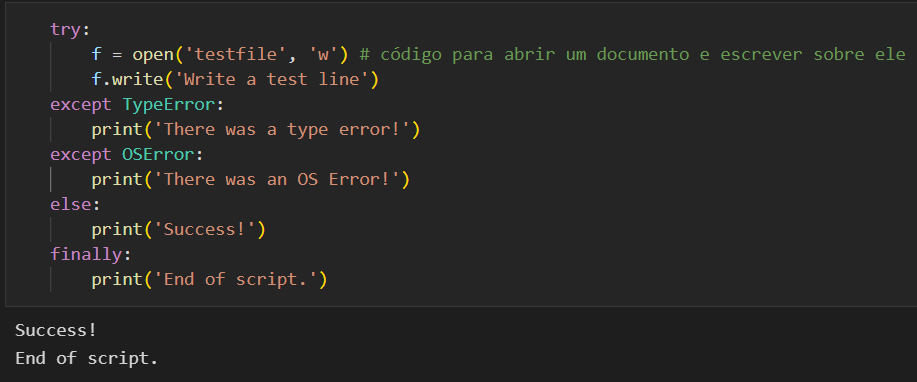 try:
    f = open('testfile', 'w') # código para abrir um documento e escrever sobre ele
    f.write('Write a test line')
except TypeError:
    print('There was a type error!')
except OSError:
    print('There was an OS Error!')
else:
    print('Success!')
finally:
    print('End of script.')
Success!
End of script.